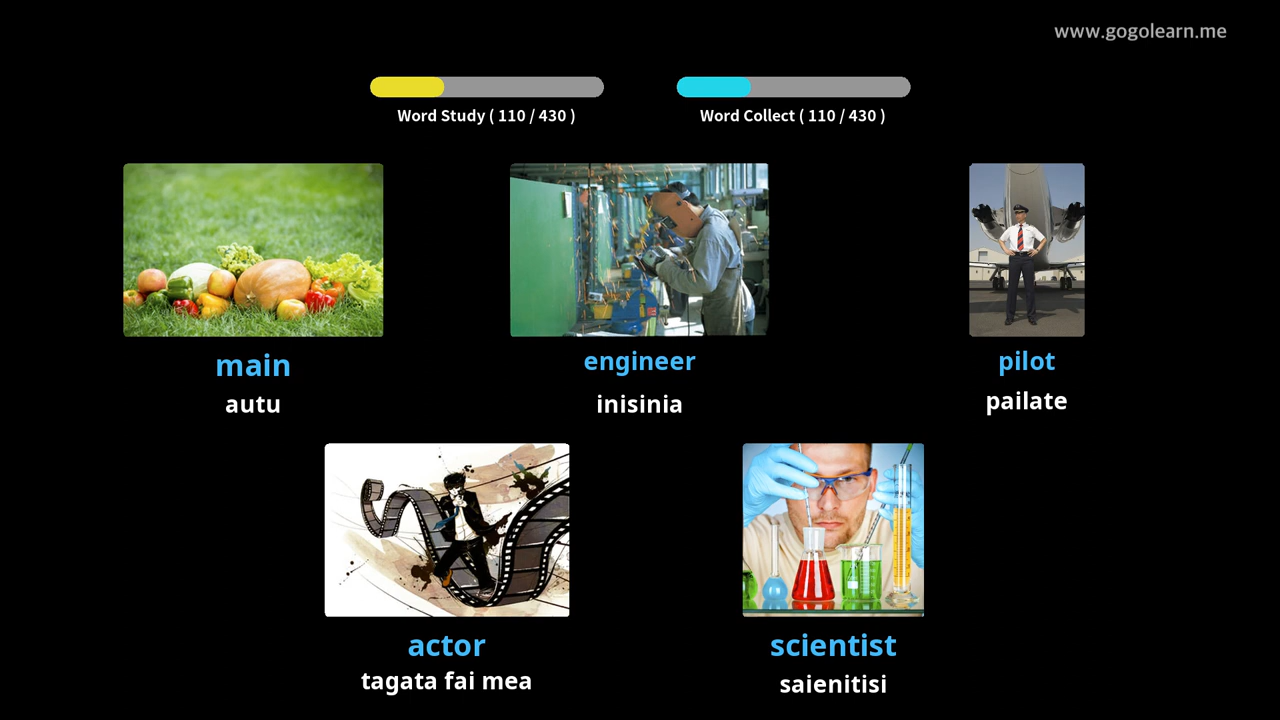 www.gogolearn.me
Word Study ( 110 / 430 )
Word Collect ( 110 / 430 )
main
autu
engineer
inisinia
pilot
pailate
actor
tagata fai mea
scientist
saienitisi